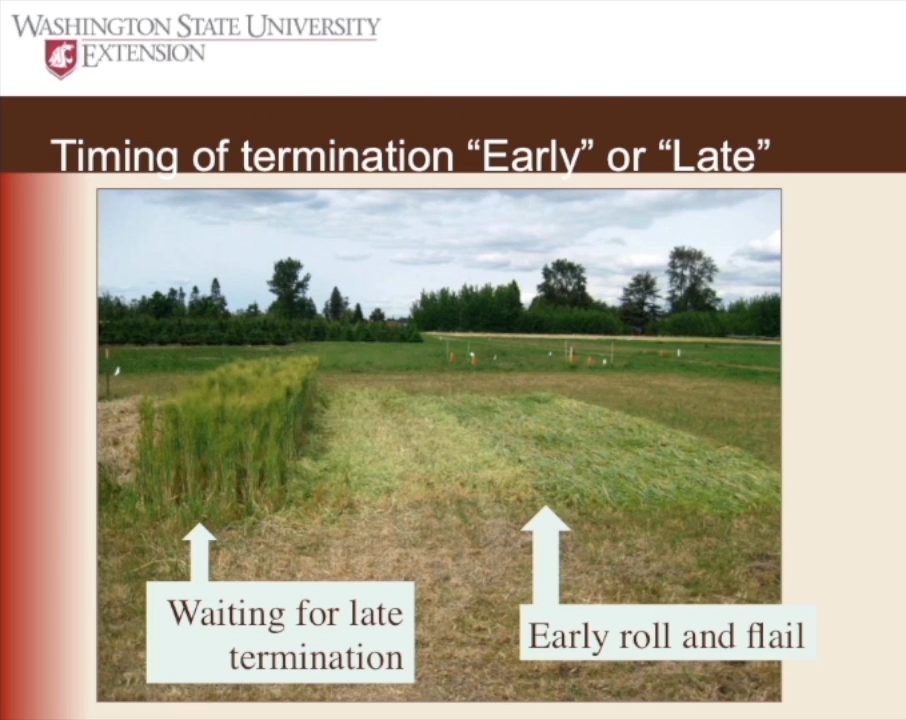 WASHINGTON STATE UNIVERSITY
EXTENSION
Timing of termination “Early” or “Late”
Waiting for late
termination
Early roll and flail